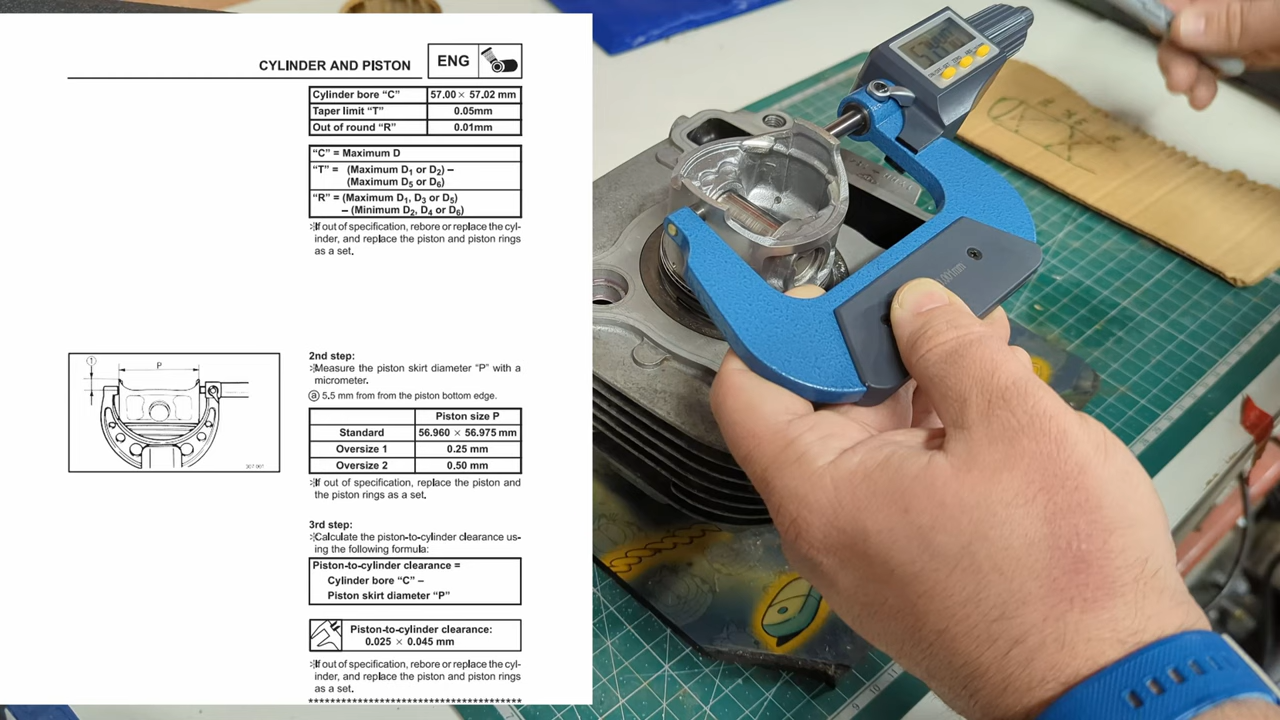 CYLINDER AND PISTON
ENG
Cylinder bore “C” 57.00 × 57.02 mm
Taper limit “T” 0.05mm
Out of round “R” 0.01mm
“C” = Maximum D
“T” = (Maximum D₁ or D₂) –
(Maximum D₅ or D₆)
“R” = (Maximum D₁, D₃ or D₅)
– (Minimum D₂, D₄ or D₆)
If out of specification, rebore or replace the cyl-
inder, and replace the piston and piston rings
as a set.
1
P
2nd step:
Measure the piston skirt diameter “P” with a
micrometer.
ⓐ 5.5 mm from from the piston bottom edge.
Piston size P
Standard 56.960 × 56.975 mm
Oversize 1 0.25 mm
Oversize 2 0.50 mm
If out of specification, replace the piston and
the piston rings as a set.
3rd step:
Calculate the piston-to-cylinder clearance us-
ing the following formula:
Piston-to-cylinder clearance =
Cylinder bore “C” –
Piston skirt diameter “P”
Piston-to-cylinder clearance:
0.025 × 0.045 mm
If out of specification, rebore or replace the cyl-
inder, and replace the piston and piston rings
as a set.